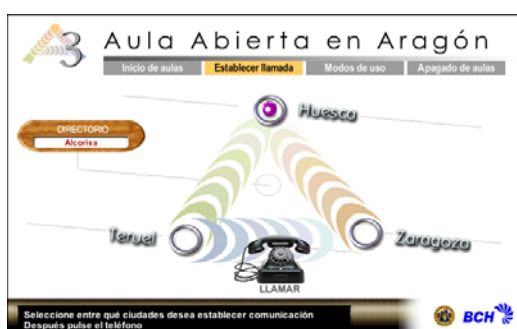 3 Aula Abierta en Aragón
Inicio de aulas Establecer llamada Modos de uso Apagado de aulas
Huesca
DIRECTORIO
Alcorisa
Teruel
Zaragoza
LLAMAR
Seleccione entre qué ciudades desea establecer comunicación
Después pulse el teléfono
BCH